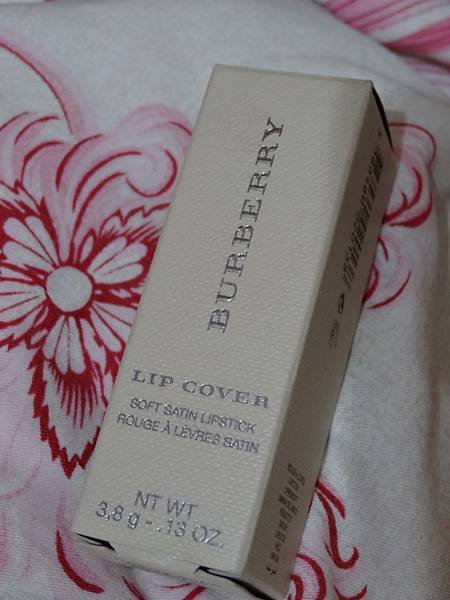 BURBERRY
LIP COVER
SOFT SATIN LIPSTICK
ROUGE À LÈVRES SATIN
NT WT
3,8 g - .13 OZ.